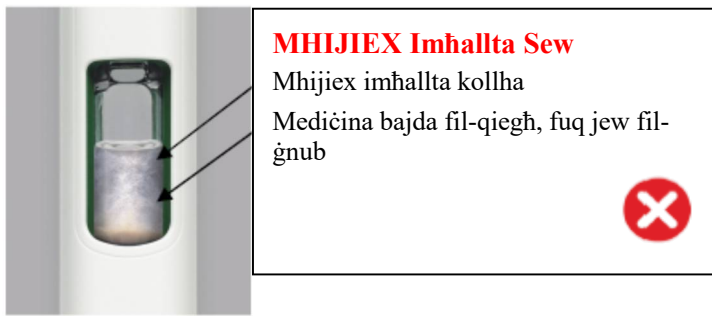 MHIJIEX Imħallta Sew
Mhijiex imħallta kollha
Mediċina bajda fil-qiegħ, fuq jew fil-
ġnub